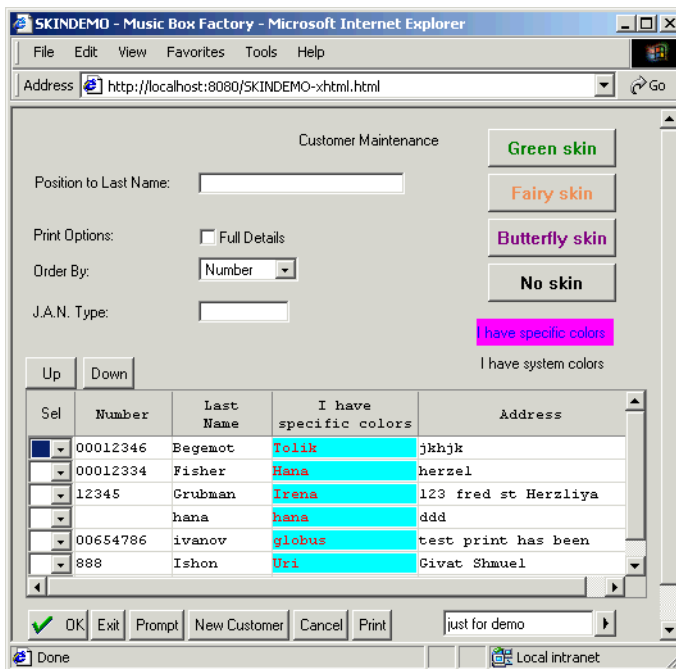 SKINDEMO - Music Box Factory - Microsoft Internet Explorer
File Edit View Favorites Tools Help
Address http://localhost:8080/SKINDEMO-xhtml.html Go
Customer Maintenance
Green skin
Position to Last Name:
Fairy skin
Print Options: Full Details
Butterfly skin
Order By: Number
No skin
J.A.N. Type:
I have specific colors
I have system colors
Up Down
Sel Number Last Name I have specific colors Address
00012346 Begemot Tolik jkhjk
00012334 Fisher Hana herzel
12345 Grubman Irena 123 fred st Herzliya
hana hana ddd
00654786 ivanov globus test print has been
888 Ishon Uri Givat Shmuel
OK Exit Prompt New Customer Cancel Print just for demo
Done Local intranet